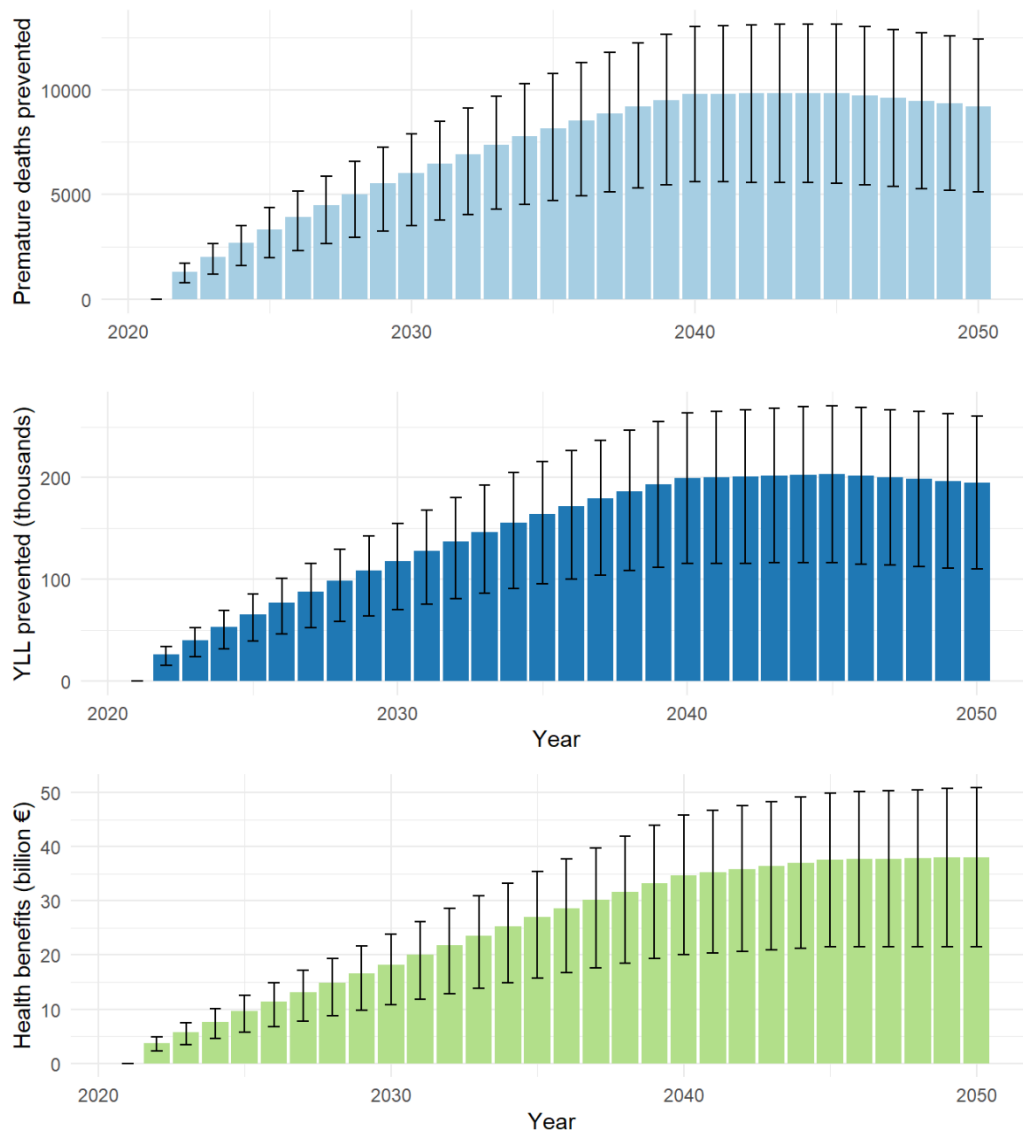 Premature deaths prevented
10000
5000
0
2020 2030 2040 2050
YLL prevented (thousands)
200
100
0
2020 2030 2040 2050
Year
Health benefits (billion €)
50
40
30
20
10
0
2020 2030 2040 2050
Year